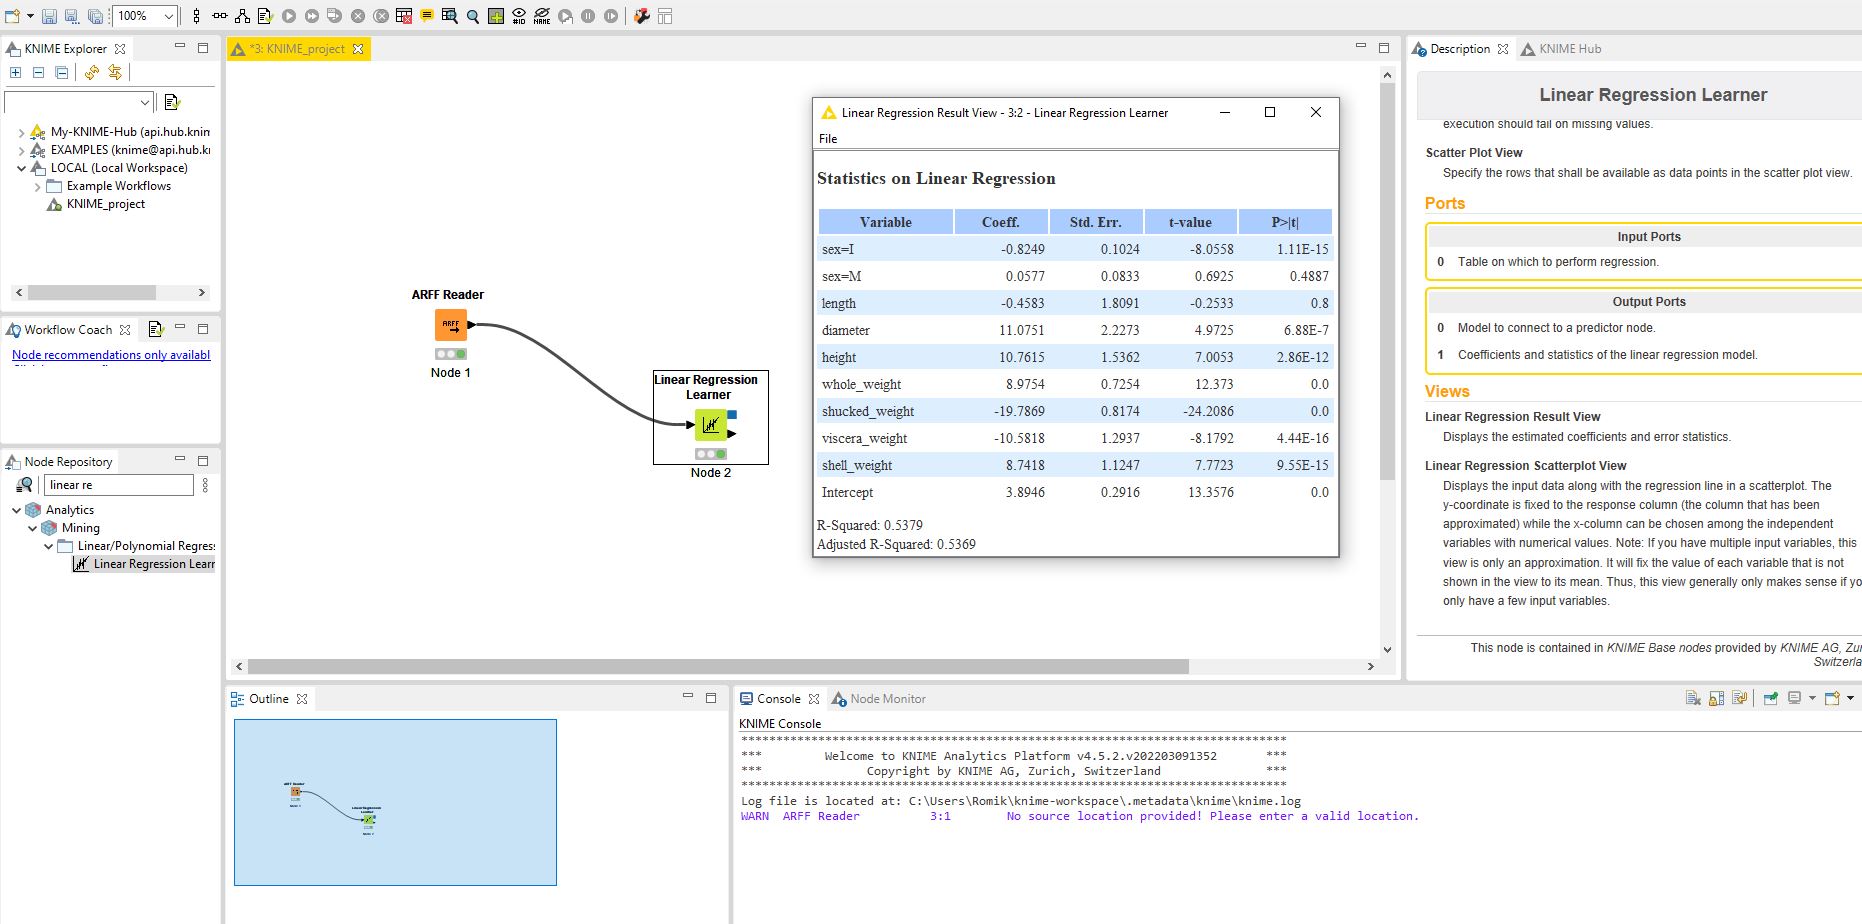 100%
#ID
NAME
KNIME Explorer
My-KNIME-Hub (api.hub.knin
EXAMPLES (knime@api.hub.kı
LOCAL (Local Workspace)
Example Workflows
KNIME_project
Workflow Coach
Node recommendations only availabl
Node Repository
linear re
Analytics
Mining
Linear/Polynomial Regress
Linear Regression Learr
*3: KNIME_project
ARFF Reader
ARFF
Node 1
Linear Regression
Learner
Node 2
Linear Regression Result View - 3:2 - Linear Regression Learner
File
Statistics on Linear Regression
Variable Coeff. Std. Err. t-value P>|t|
sex=I -0.8249 0.1024 -8.0558 1.11E-15
sex=M 0.0577 0.0833 0.6925 0.4887
length -0.4583 1.8091 -0.2533 0.8
diameter 11.0751 2.2273 4.9725 6.88E-7
height 10.7615 1.5362 7.0053 2.86E-12
whole_weight 8.9754 0.7254 12.373 0.0
shucked_weight -19.7869 0.8174 -24.2086 0.0
viscera_weight -10.5818 1.2937 -8.1792 4.44E-16
shell_weight 8.7418 1.1247 7.7723 9.55E-15
Intercept 3.8946 0.2916 13.3576 0.0
R-Squared: 0.5379
Adjusted R-Squared: 0.5369
Description KNIME Hub
Linear Regression Learner
execution should fail on missing values.
Scatter Plot View
Specify the rows that shall be available as data points in the scatter plot view.
Ports
Input Ports
0 Table on which to perform regression.
Output Ports
0 Model to connect to a predictor node.
1 Coefficients and statistics of the linear regression model.
Views
Linear Regression Result View
Displays the estimated coefficients and error statistics.
Linear Regression Scatterplot View
Displays the input data along with the regression line in a scatterplot. The
y-coordinate is fixed to the response column (the column that has been
approximated) while the x-column can be chosen among the independent
variables with numerical values. Note: If you have multiple input variables, this
view is only an approximation. It will fix the value of each variable that is not
shown in the view to its mean. Thus, this view generally only makes sense if yo
only have a few input variables.
This node is contained in KNIME Base nodes provided by KNIME AG, Zur
Switzerla
Outline
ARFF Reader
Node 1
Linear Regression
Learner
Node 2
Console Node Monitor
KNIME Console
********************************************************************************
*** Welcome to KNIME Analytics Platform v4.5.2.v202203091352 ***
*** Copyright by KNIME AG, Zurich, Switzerland ***
********************************************************************************
Log file is located at: C:\Users\Romik\knime-workspace\.metadata\knime\knime.log
WARN ARFF Reader 3:1 No source location provided! Please enter a valid location.